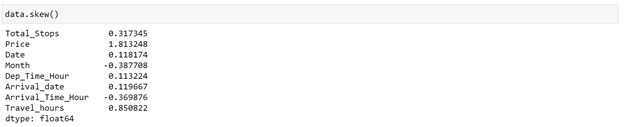 data.skew()
Total_Stops 0.317345
Price 1.813248
Date 0.118174
Month -0.387708
Dep_Time_Hour 0.113224
Arrival_date 0.119667
Arrival_Time_Hour -0.369876
Travel_hours 0.850822
dtype: float64